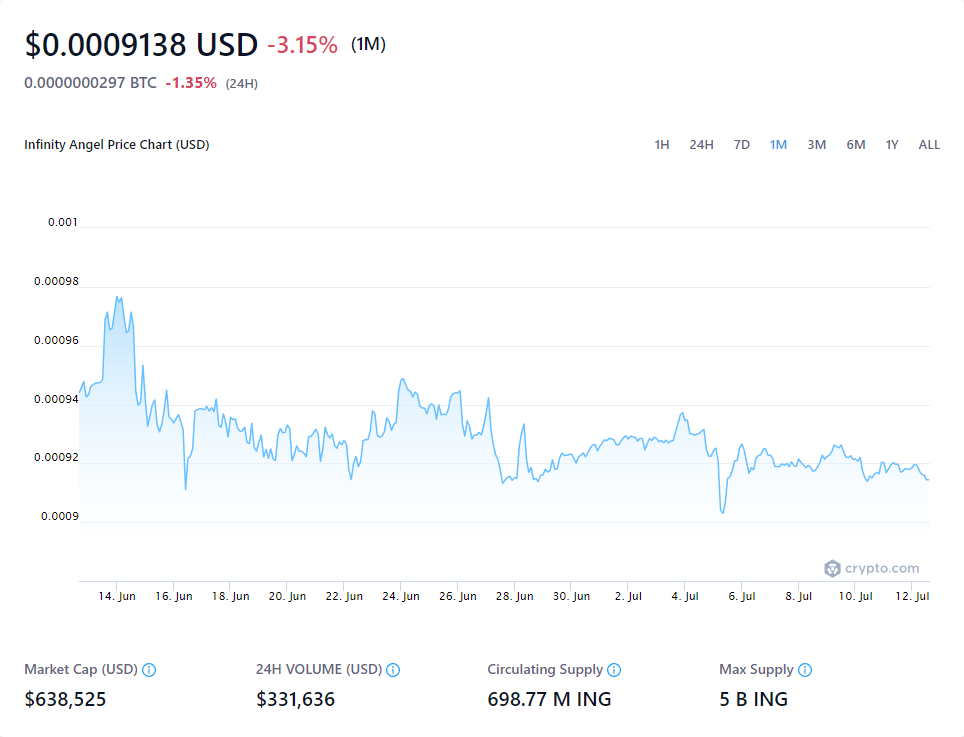 $0.0009138 USD -3.15% (1M)
0.0000000297 BTC -1.35% (24H)
Infinity Angel Price Chart (USD) 1H 24H 7D 1M 3M 6M 1Y ALL
0.001
0.00098
0.00096
0.00094
0.00092
0.0009
crypto.com
14. Jun 16. Jun 18. Jun 20. Jun 22. Jun 24. Jun 26. Jun 28. Jun 30. Jun 2. Jul 4. Jul 6. Jul 8. Jul 10. Jul 12. Jul
Market Cap (USD) 24H VOLUME (USD) Circulating Supply Max Supply
$638,525 $331,636 698.77 M ING 5 B ING